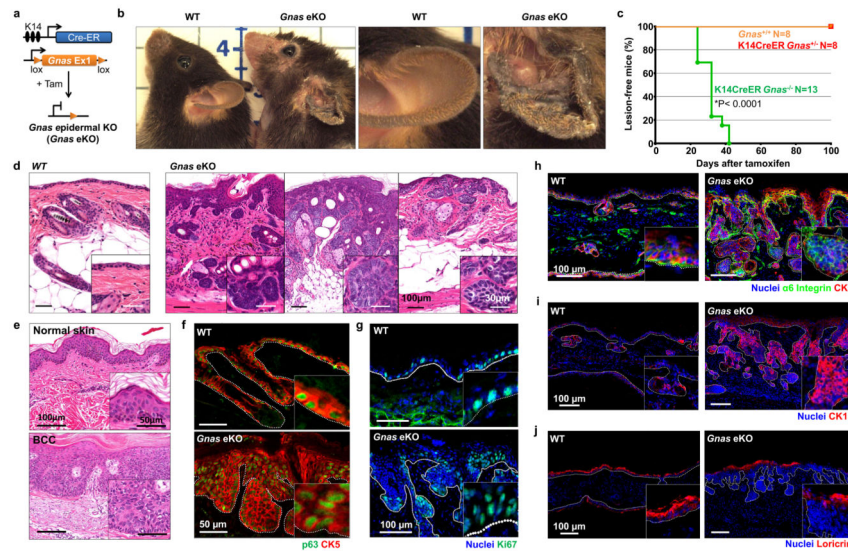 a
K14
Cre-ER
Gnas Ex1
lox
lox
+ Tam
Gnas epidermal KO
(Gnas eKO)
b
WT
Gnas eKO
WT
Gnas eKO
4
c
Lesion-free mice (%)
100
80
60
40
20
0
Gnas+/+ N=8
K14CreER Gnas+/- N=8
K14CreER Gnas-/- N=13
*P< 0.0001
0
20
40
60
80
100
Days after tamoxifen
d
WT
Gnas eKO
100µm
30µm
e
Normal skin
100µm
50µm
BCC
f
WT
Gnas eKO
50 µm
p63 CK5
g
WT
Gnas eKO
100 µm
Nuclei Ki67
h
WT
Gnas eKO
100 µm
Nuclei α6 Integrin CK
i
WT
Gnas eKO
100 µm
Nuclei CK1
j
WT
Gnas eKO
100 µm
Nuclei Loricrin